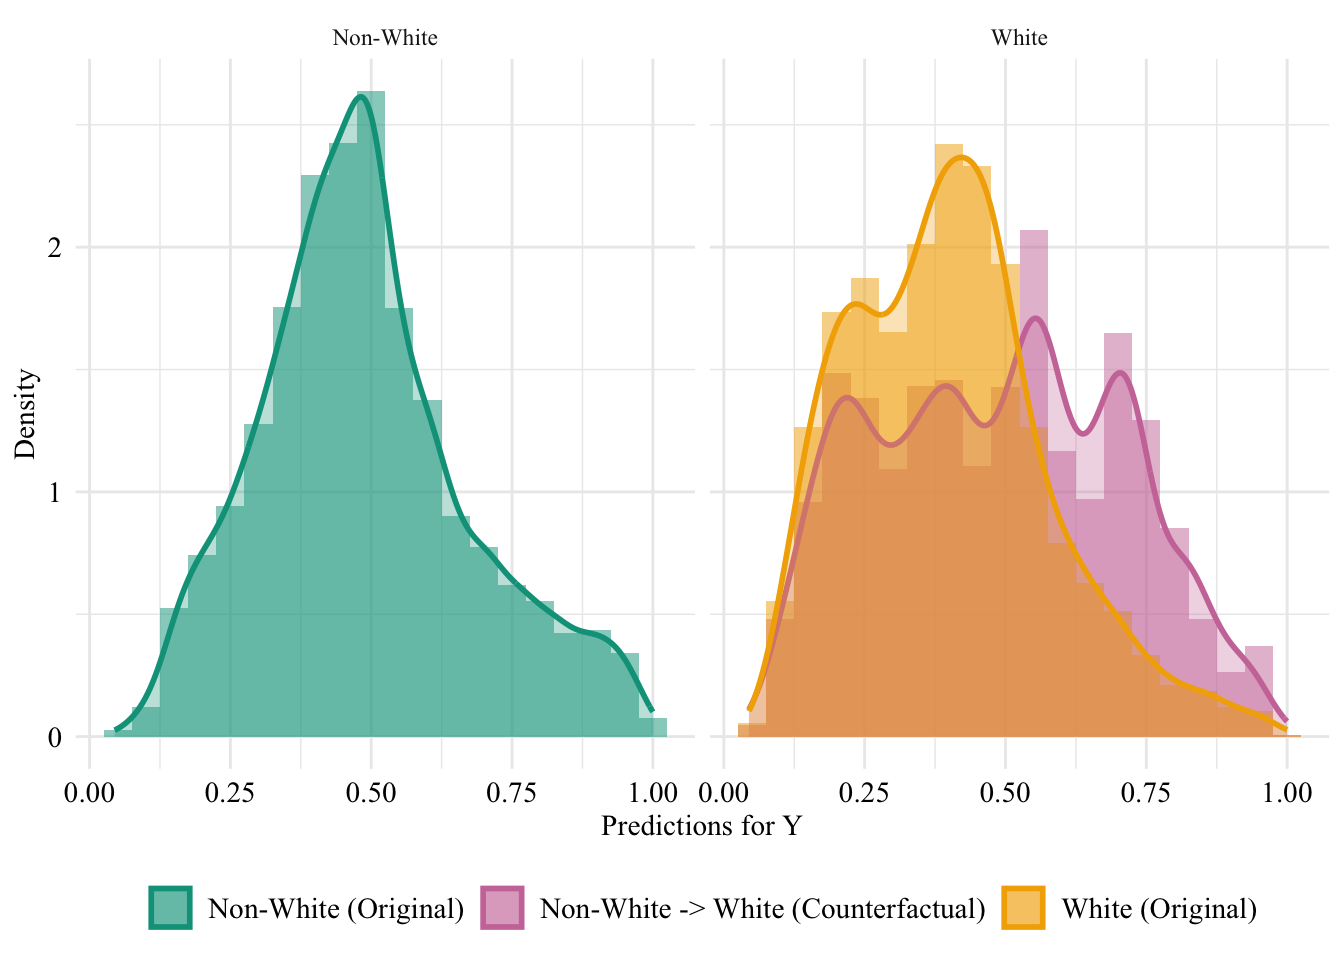 Non-White
White
Density
2
1
0
0.00 0.25 0.50 0.75 1.00
0.00 0.25 0.50 0.75 1.00
Predictions for Y
Non-White (Original)
Non-White -> White (Counterfactual)
White (Original)